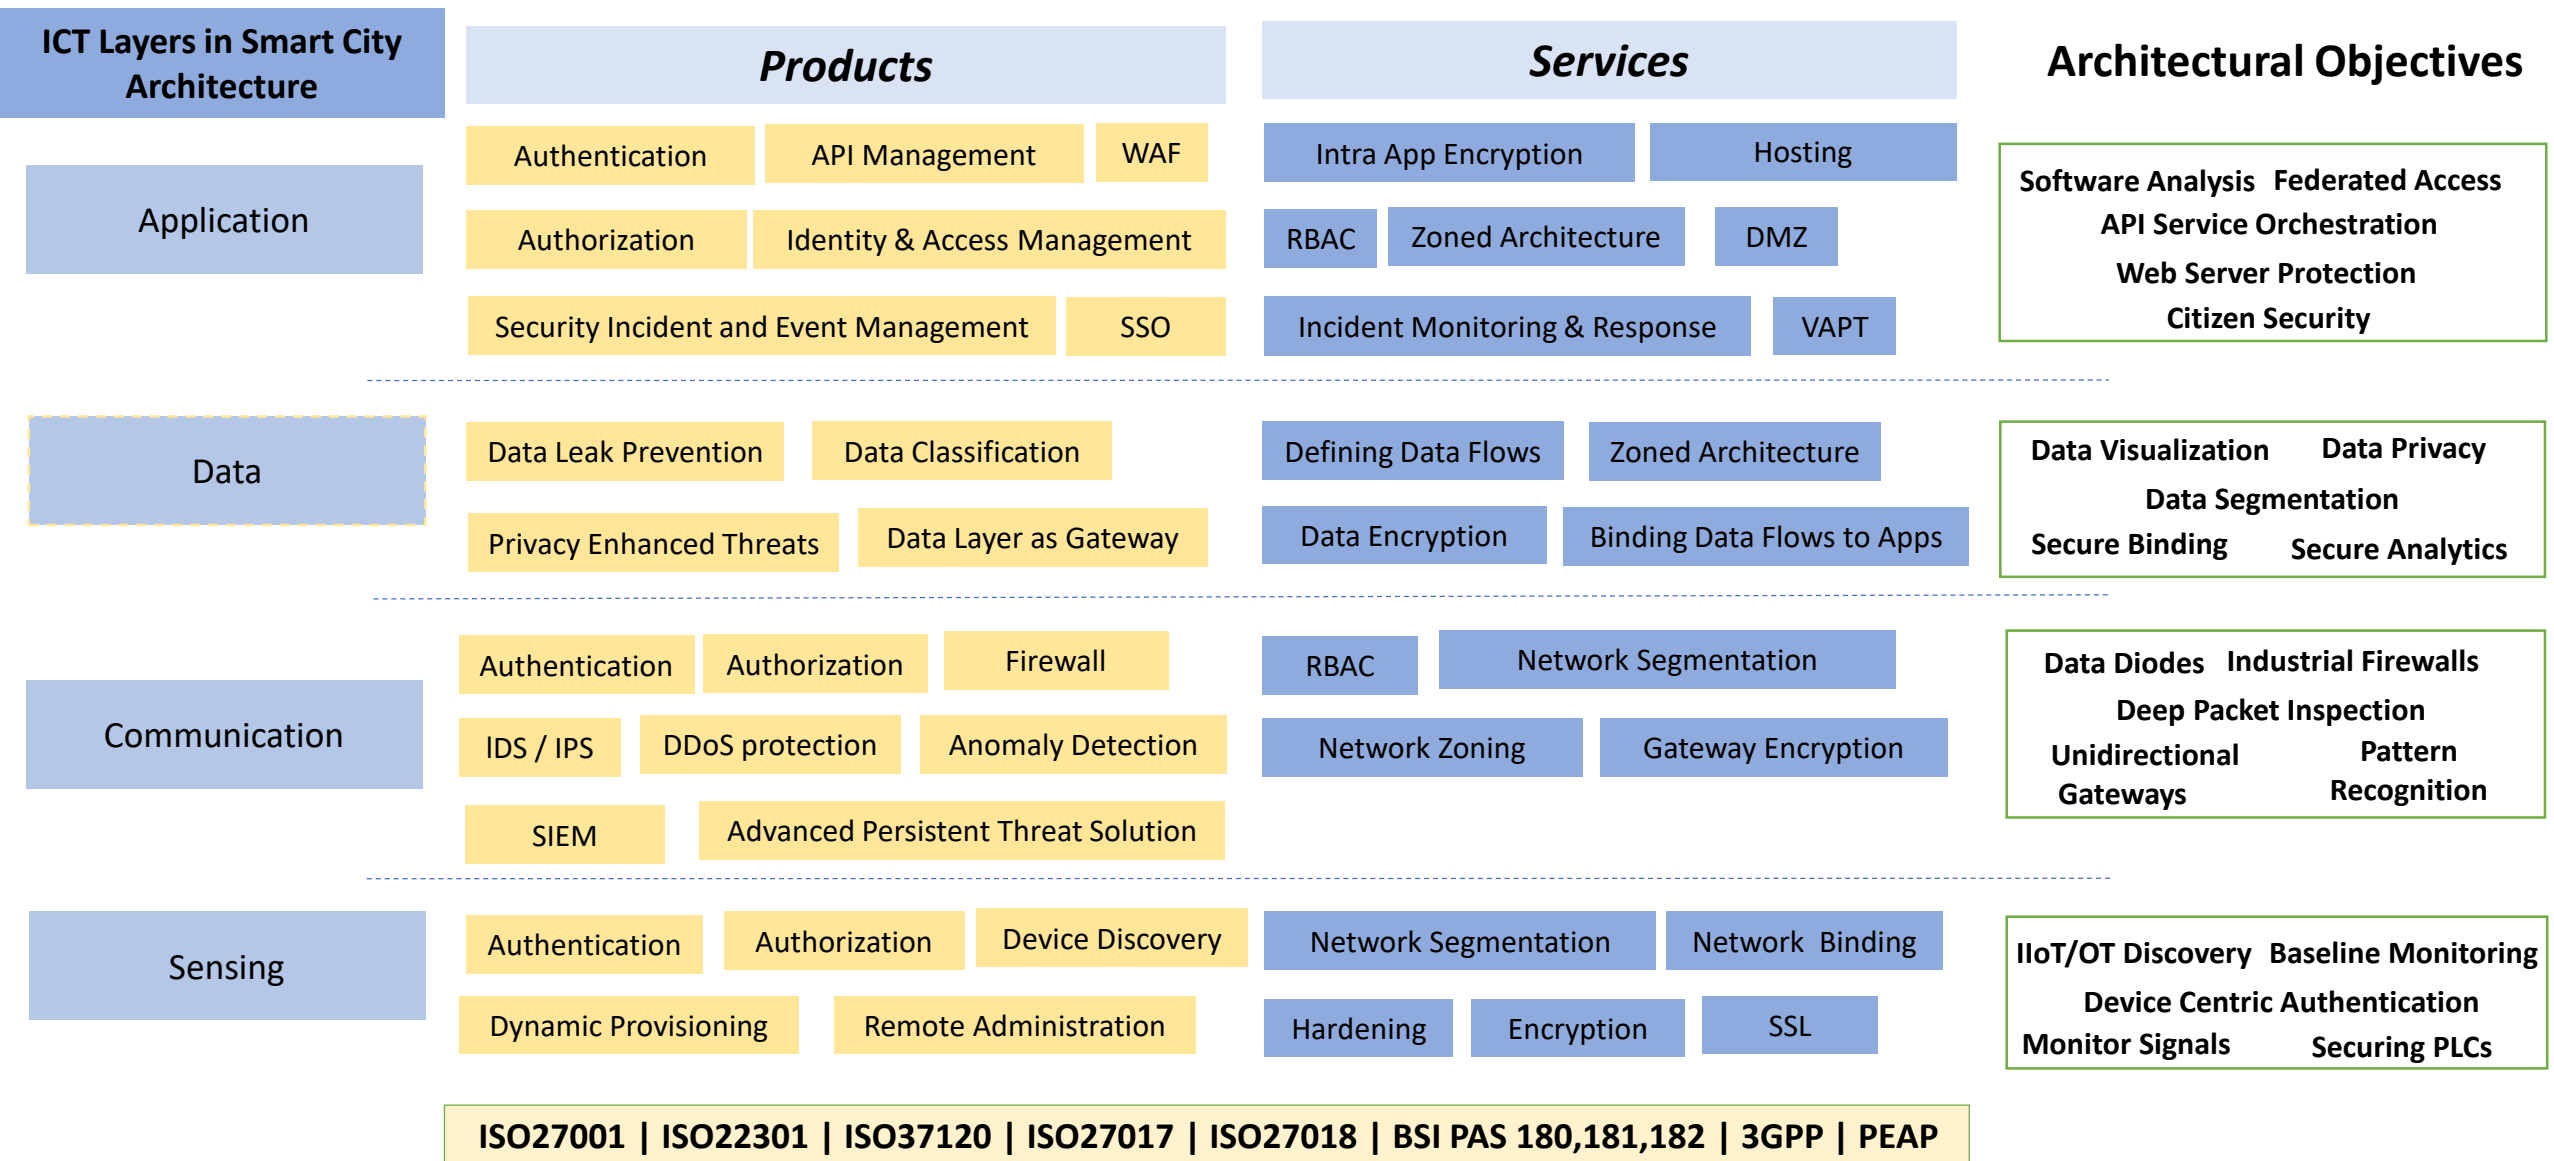 ICT Layers in Smart City
Architecture
Products
Services
Architectural Objectives
Application
Authentication
API Management
WAF
Intra App Encryption
Hosting
Authorization
Identity & Access Management
RBAC
Zoned Architecture
DMZ
Security Incident and Event Management
SSO
Incident Monitoring & Response
VAPT
Software Analysis
Federated Access
API Service Orchestration
Web Server Protection
Citizen Security
Data
Data Leak Prevention
Data Classification
Defining Data Flows
Zoned Architecture
Privacy Enhanced Threats
Data Layer as Gateway
Data Encryption
Binding Data Flows to Apps
Data Visualization
Data Privacy
Data Segmentation
Secure Binding
Secure Analytics
Communication
Authentication
Authorization
Firewall
RBAC
Network Segmentation
IDS / IPS
DDoS protection
Anomaly Detection
Network Zoning
Gateway Encryption
SIEM
Advanced Persistent Threat Solution
Data Diodes
Industrial Firewalls
Deep Packet Inspection
Unidirectional
Gateways
Pattern
Recognition
Sensing
Authentication
Authorization
Device Discovery
Network Segmentation
Network Binding
Dynamic Provisioning
Remote Administration
Hardening
Encryption
SSL
IIoT/OT Discovery
Baseline Monitoring
Device Centric Authentication
Monitor Signals
Securing PLCs
ISO27001 | ISO22301 | ISO37120 | ISO27017 | ISO27018 | BSI PAS 180,181,182 | 3GPP | PEAP